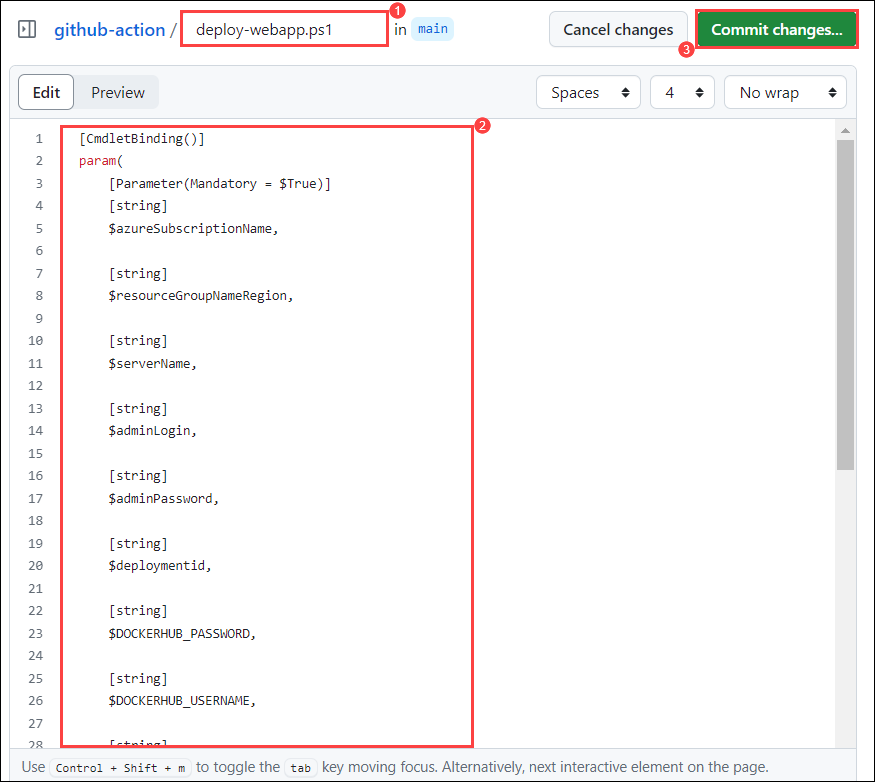 github-action / deploy-webapp.ps1 1 in main Cancel changes 3 Commit changes...
Edit Preview Spaces 4 No wrap
2
1 [CmdletBinding()]
2 param(
3 [Parameter(Mandatory = $True)]
4 [string]
5 $azureSubscriptionName,
6
7 [string]
8 $resourceGroupNameRegion,
9
10 [string]
11 $serverName,
12
13 [string]
14 $adminLogin,
15
16 [string]
17 $adminPassword,
18
19 [string]
20 $deploymentid,
21
22 [string]
23 $DOCKERHUB_PASSWORD,
24
25 [string]
26 $DOCKERHUB_USERNAME,
27
28 [string]
Use Control + Shift + m to toggle the tab key moving focus. Alternatively, next interactive element on the page.